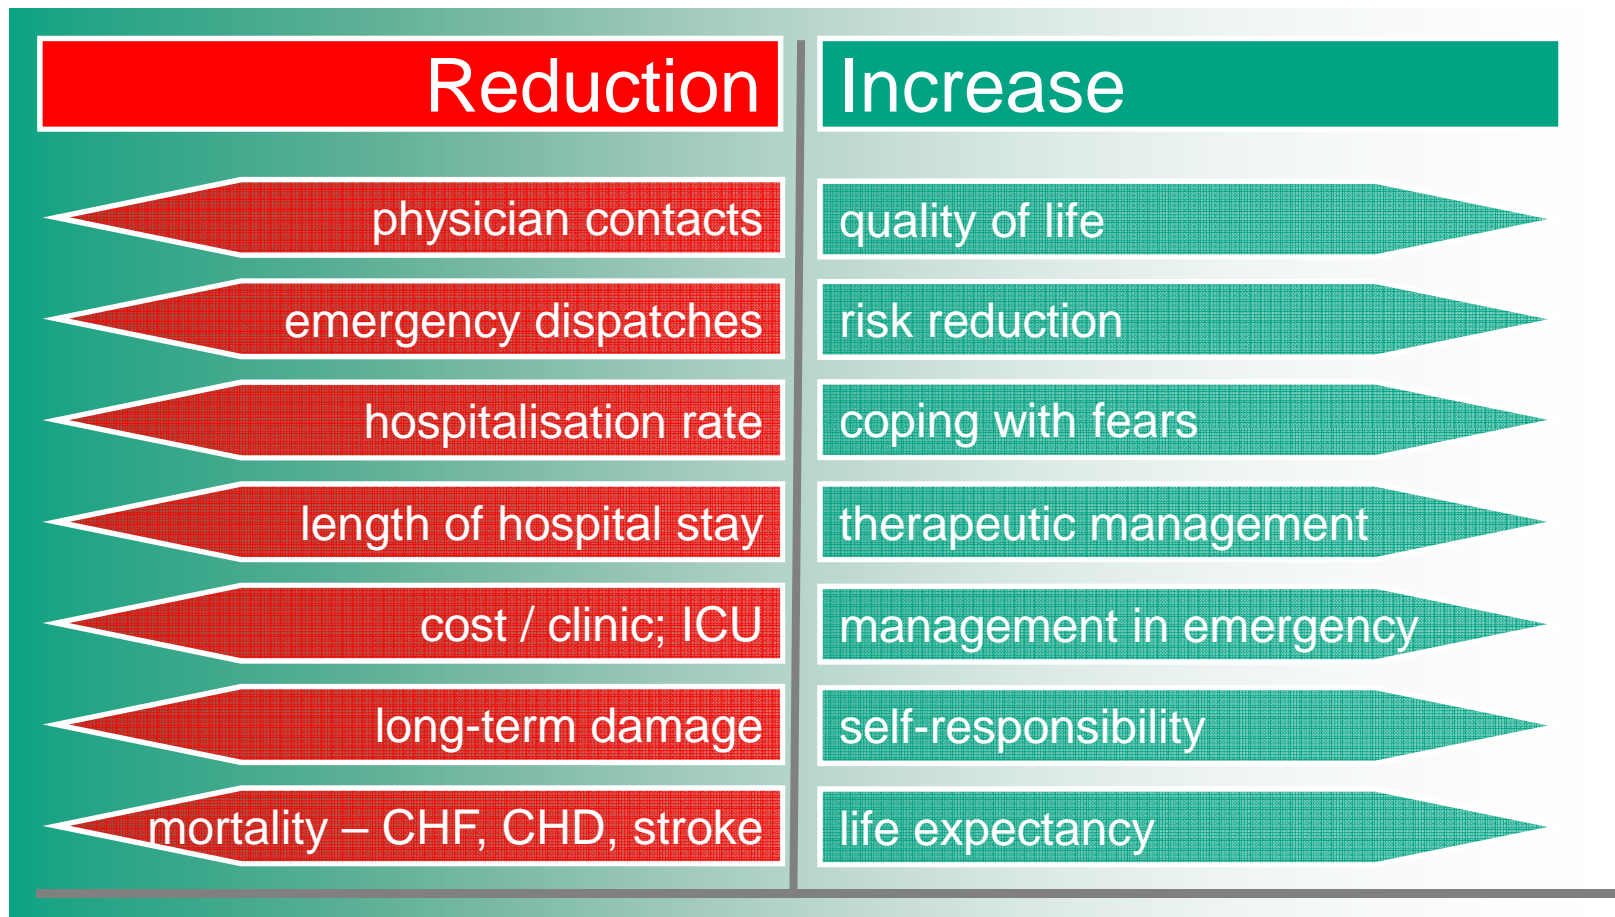 Reduction
Increase
physician contacts
quality of life
emergency dispatches
risk reduction
hospitalisation rate
coping with fears
length of hospital stay
therapeutic management
cost / clinic; ICU
management in emergency
long-term damage
self-responsibility
mortality – CHF, CHD, stroke
life expectancy